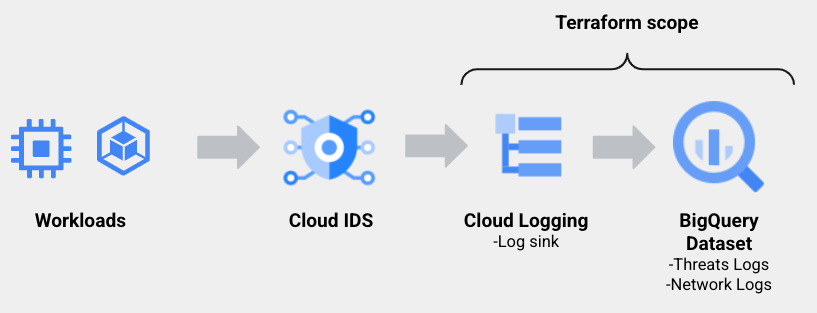 Terraform scope
Workloads
Cloud IDS
Cloud Logging
-Log sink
BigQuery
Dataset
-Threats Logs
-Network Logs